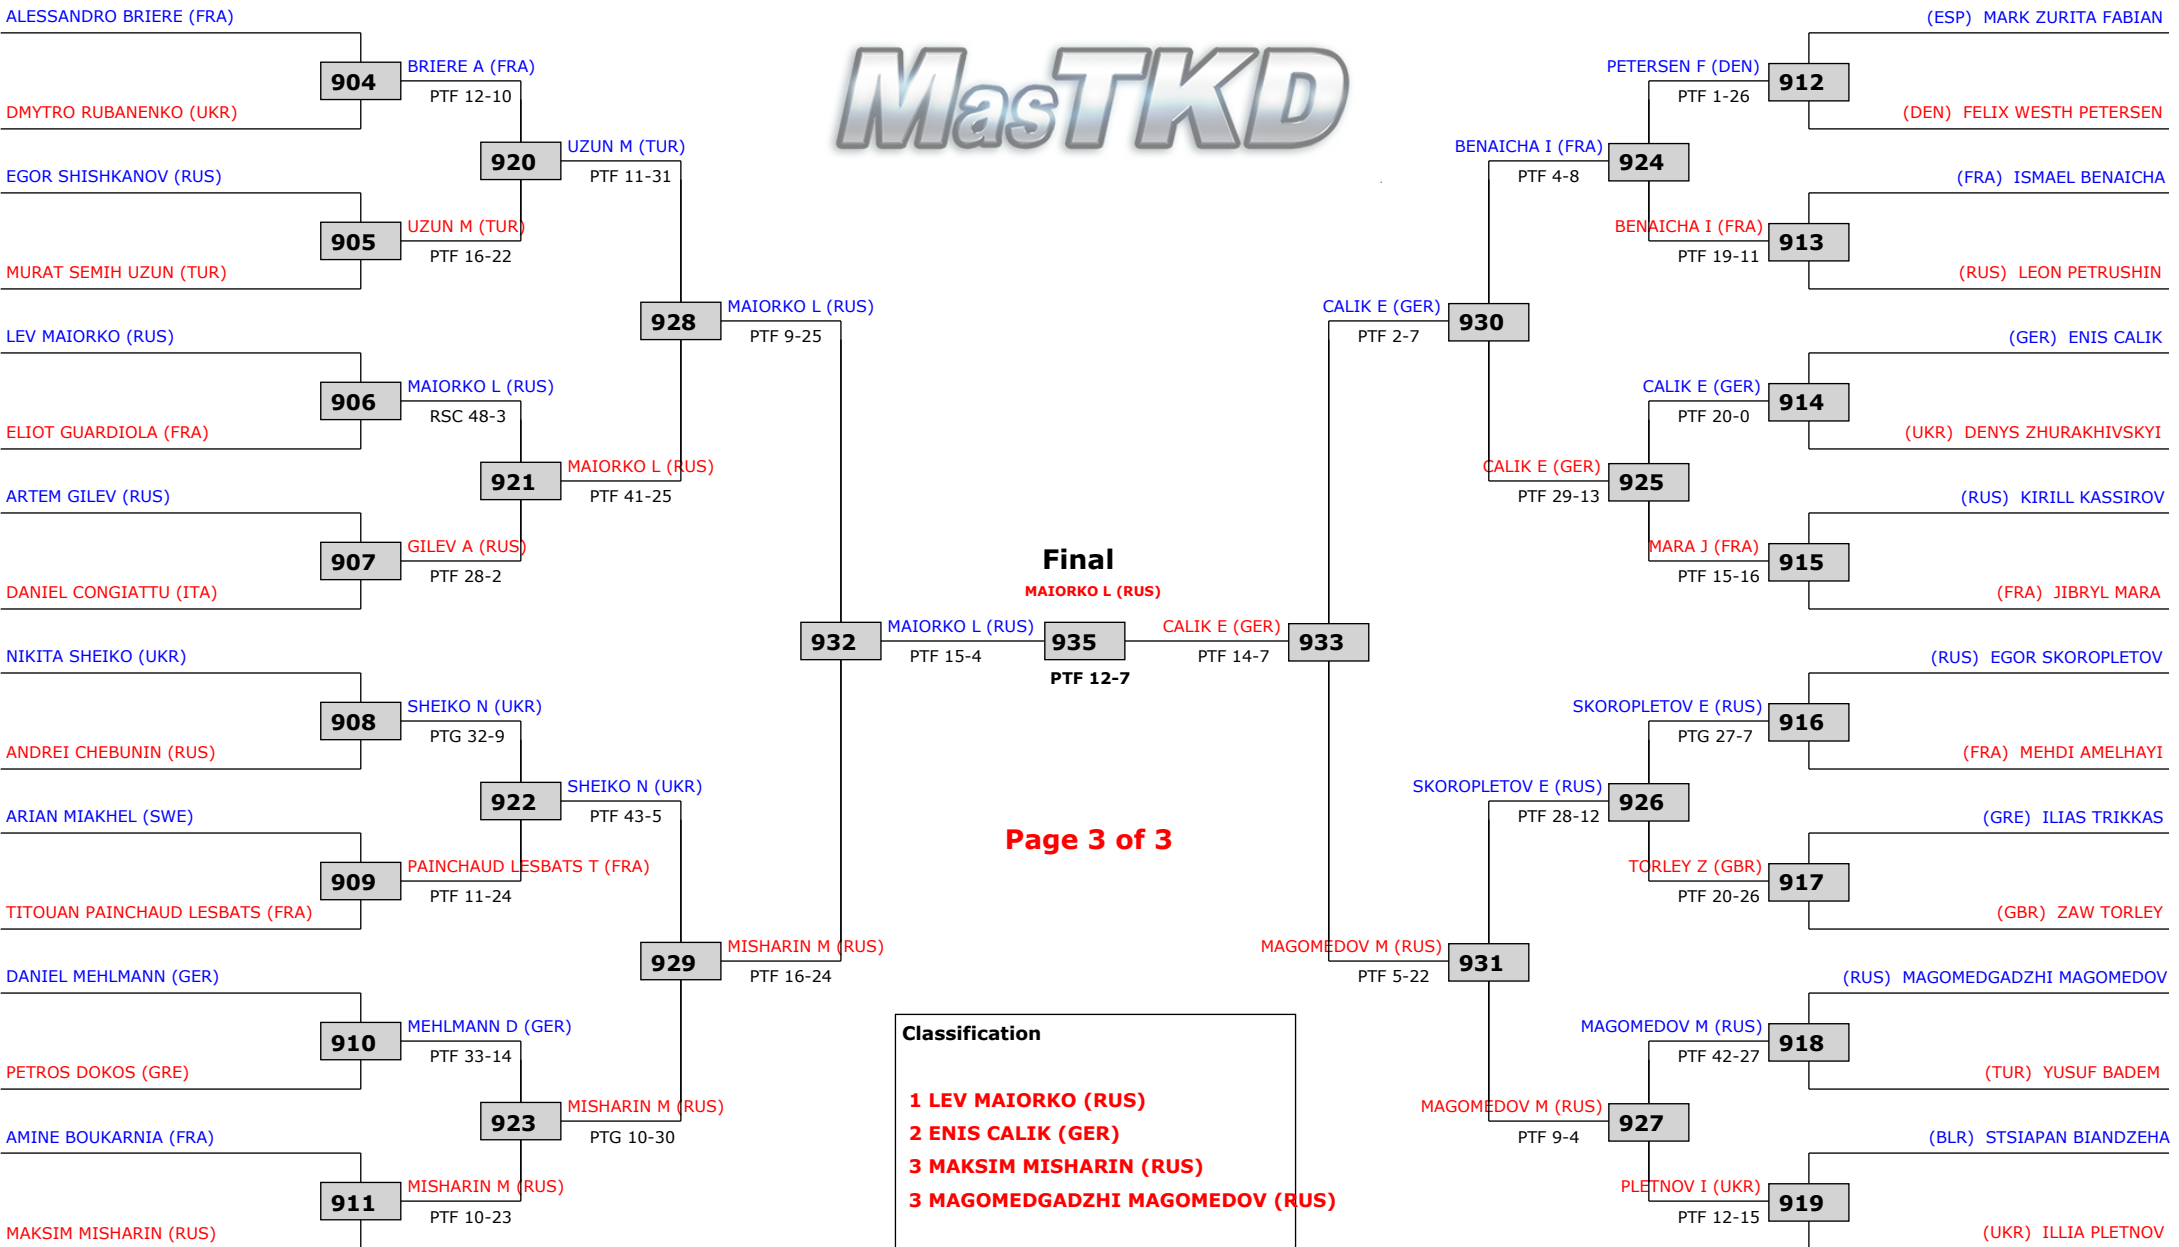 ALESSANDRO BRIERE (FRA)
904
BRIERE A (FRA)
PTF 12-10
DMYTRO RUBANENKO (UKR)
920
UZUN M (TUR)
PTF 11-31
EGOR SHISHKANOV (RUS)
905
UZUN M (TUR)
PTF 16-22
MURAT SEMIH UZUN (TUR)
928
MAIORKO L (RUS)
PTF 9-25
LEV MAIORKO (RUS)
906
MAIORKO L (RUS)
RSC 48-3
ELIOT GUARDIOLA (FRA)
921
MAIORKO L (RUS)
PTF 41-25
ARTEM GILEV (RUS)
907
GILEV A (RUS)
PTF 28-2
DANIEL CONGIATTU (ITA)
932
MAIORKO L (RUS)
PTF 15-4
NIKITA SHEIKO (UKR)
908
SHEIKO N (UKR)
PTG 32-9
ANDREI CHEBUNIN (RUS)
922
SHEIKO N (UKR)
PTF 43-5
ARIAN MIAKHEL (SWE)
909
PAINCHAUD LESBATS T (FRA)
PTF 11-24
TITOUAN PAINCHAUD LESBATS (FRA)
929
MISHARIN M (RUS)
PTF 16-24
DANIEL MEHLMANN (GER)
910
MEHLMANN D (GER)
PTF 33-14
PETROS DOKOS (GRE)
923
MISHARIN M (RUS)
PTG 10-30
AMINE BOUKARNIA (FRA)
911
MISHARIN M (RUS)
PTF 10-23
MAKSIM MISHARIN (RUS)
MasTKD
Final
MAIORKO L (RUS)
935
PTF 12-7
Page 3 of 3
Classification
1 LEV MAIORKO (RUS)
2 ENIS CALIK (GER)
3 MAKSIM MISHARIN (RUS)
3 MAGOMEDGADZHI MAGOMEDOV (RUS)
(ESP) MARK ZURITA FABIAN
PETERSEN F (DEN)
912
PTF 1-26
(DEN) FELIX WESTH PETERSEN
BENAICHA I (FRA)
924
PTF 4-8
(FRA) ISMAEL BENAICHA
BENAICHA I (FRA)
913
PTF 19-11
(RUS) LEON PETRUSHIN
CALIK E (GER)
930
PTF 2-7
(GER) ENIS CALIK
CALIK E (GER)
914
PTF 20-0
(UKR) DENYS ZHURAKHIVSKYI
CALIK E (GER)
925
PTF 29-13
(RUS) KIRILL KASSIROV
MARA J (FRA)
915
PTF 15-16
(FRA) JIBRYL MARA
CALIK E (GER)
933
PTF 14-7
(RUS) EGOR SKOROPLETOV
SKOROPLETOV E (RUS)
916
PTG 27-7
(FRA) MEHDI AMELHAYI
SKOROPLETOV E (RUS)
926
PTF 28-12
(GRE) ILIAS TRIKKAS
TORLEY Z (GBR)
917
PTF 20-26
(GBR) ZAW TORLEY
MAGOMEDOV M (RUS)
931
PTF 5-22
(RUS) MAGOMEDGADZHI MAGOMEDOV
MAGOMEDOV M (RUS)
918
PTF 42-27
(TUR) YUSUF BADEM
MAGOMEDOV M (RUS)
927
PTF 9-4
(BLR) STSIAPAN BIANDZEHA
PLETNOV I (UKR)
919
PTF 12-15
(UKR) ILLIA PLETNOV